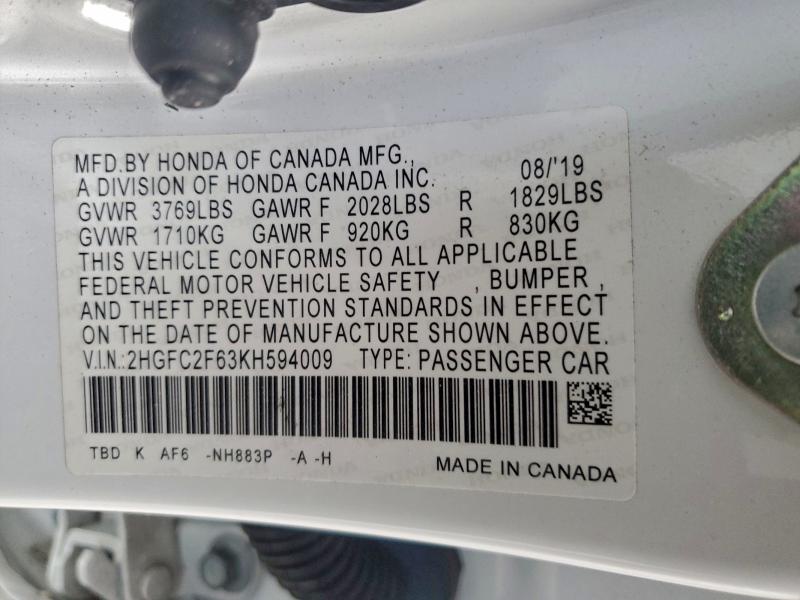 MFD.BY HONDA OF CANADA MFG., 08/'19
A DIVISION OF HONDA CANADA INC.
GVWR 3769LBS GAWR F 2028LBS R 1829LBS
GVWR 1710KG GAWR F 920KG R 830KG
THIS VEHICLE CONFORMS TO ALL APPLICABLE
FEDERAL MOTOR VEHICLE SAFETY , BUMPER ,
AND THEFT PREVENTION STANDARDS IN EFFECT
ON THE DATE OF MANUFACTURE SHOWN ABOVE.
V.I.N.:2HGFC2F63KH594009 TYPE: PASSENGER CAR
TBD K AF6 -NH883P -A -H
MADE IN CANADA